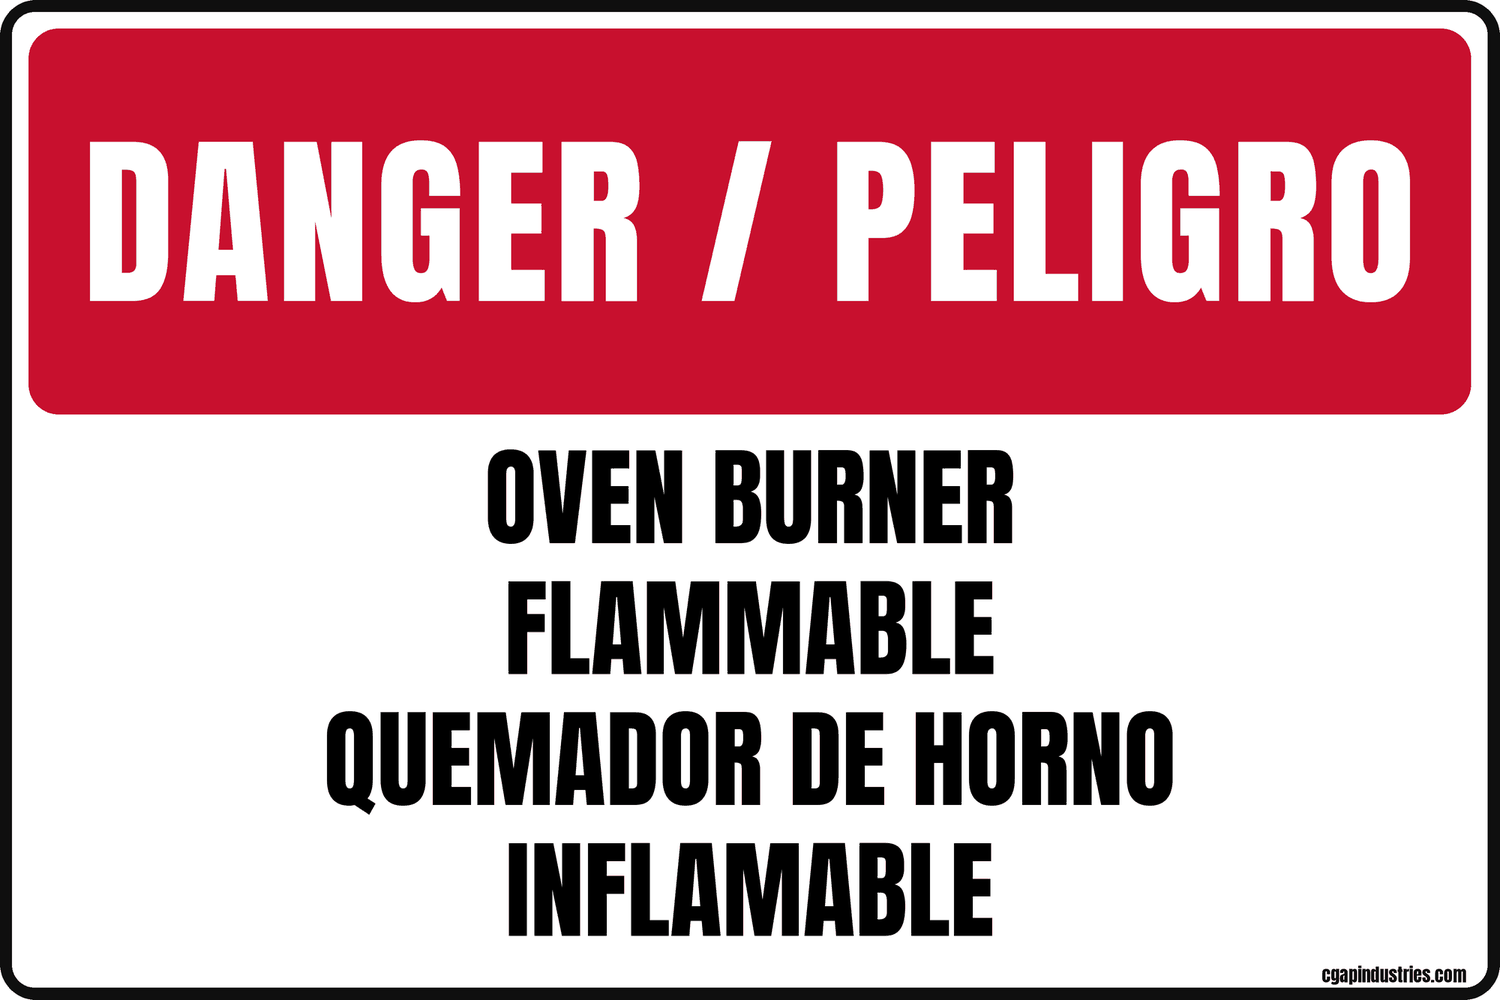 DANGER / PELIGRO
OVEN BURNER
FLAMMABLE
QUEMADOR DE HORNO
INFLAMABLE
cgapindustries.com